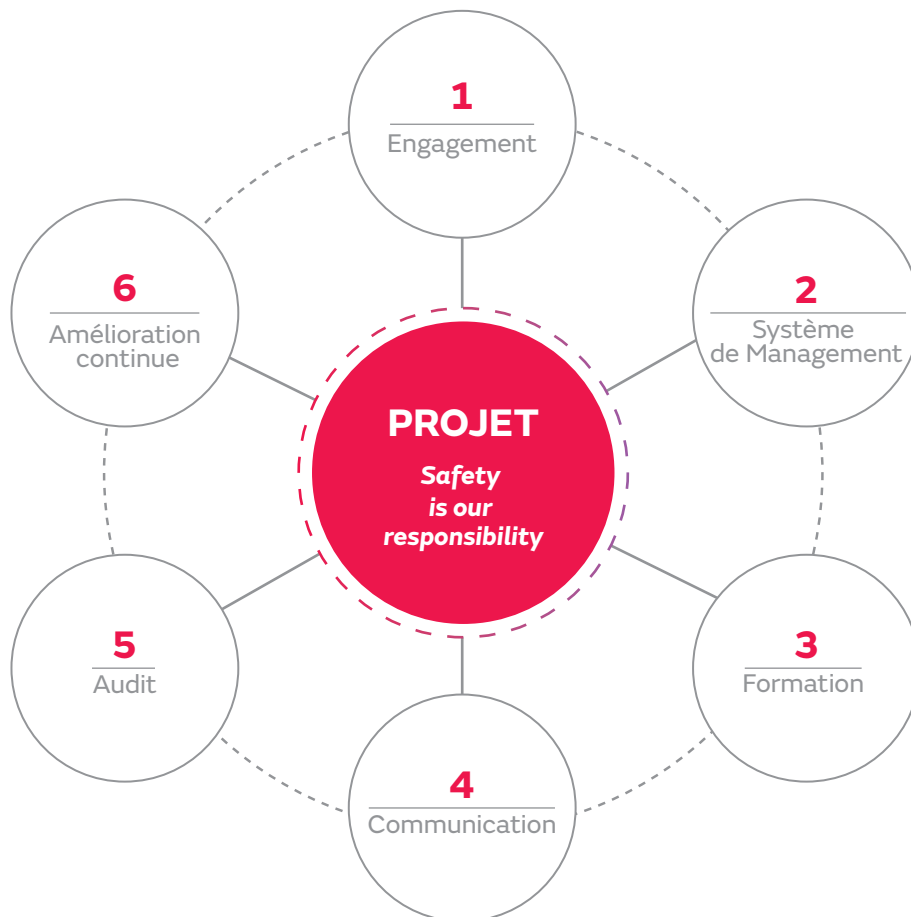 1
Engagement
2
Système
de Management
3
Formation
4
Communication
5
Audit
6
Amélioration
continue
PROJET
Safety
is our
responsibility